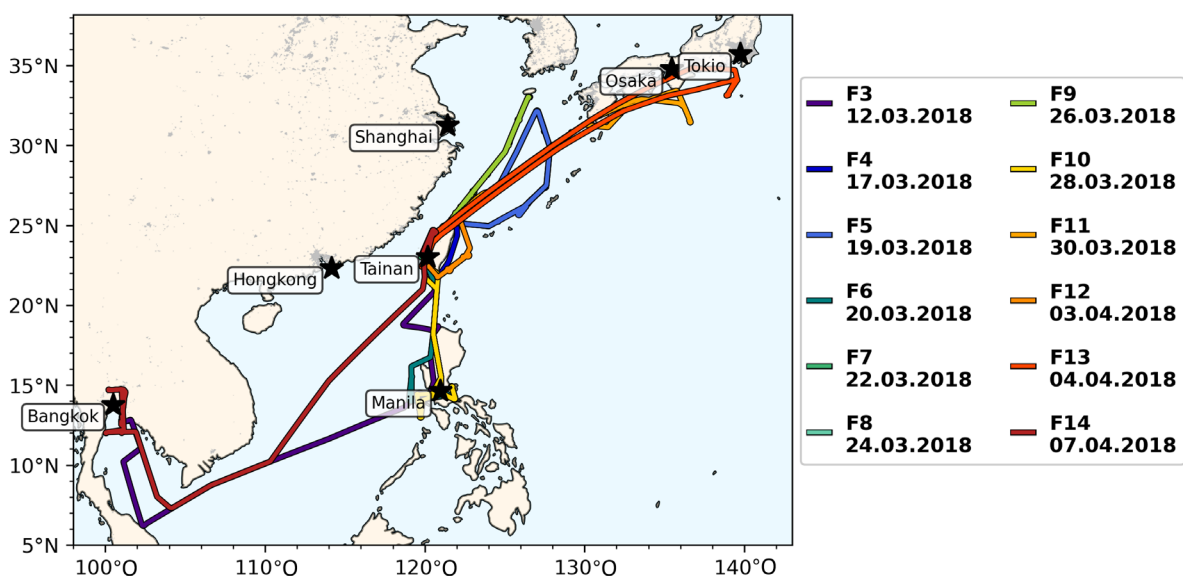 35°N
30°N
25°N
20°N
15°N
10°N
5°N
100°O
110°O
120°O
130°O
140°O
Osaka
Tokio
Shanghai
Hongkong
Tainan
Manila
Bangkok
F3
12.03.2018
F4
17.03.2018
F5
19.03.2018
F6
20.03.2018
F7
22.03.2018
F8
24.03.2018
F9
26.03.2018
F10
28.03.2018
F11
30.03.2018
F12
03.04.2018
F13
04.04.2018
F14
07.04.2018